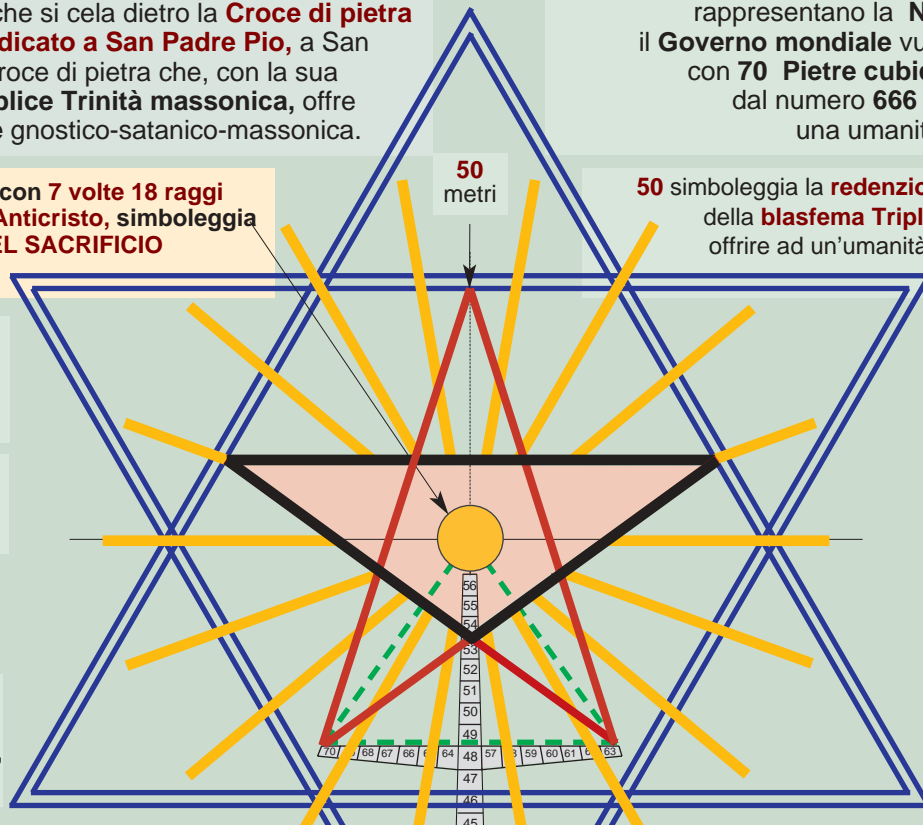 che si cela dietro la Croce di pietra
dicato a San Padre Pio, a San
roce di pietra che, con la sua
plice Trinità massonica, offre
e gnostico-satanico-massonica.
rappresentano la N
il Governo mondiale vu
con 70 Pietre cubi
dal numero 666
una umanit
con 7 volte 18 raggi
Anticristo, simboleggia
EL SACRIFICIO
50
metri
50 simboleggia la redenzio
della blasfema Tripl
offrire ad un'umanità
56
55
54
53
52
51
50
49
70 68 67 66 64 48 57 59 60 61 63
47
46
45